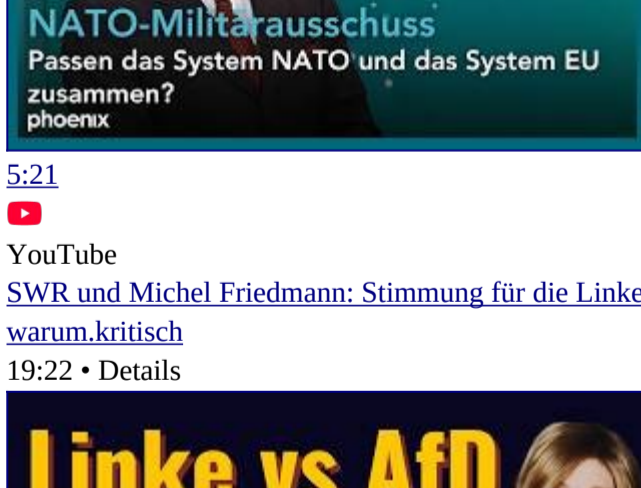 NATO-Militärausschuss
Passen das System NATO und das System EU
zusammen?
phoenix
5:21
YouTube
SWR und Michel Friedmann: Stimmung für die Linke
warum.kritisch
19:22 • Details
Linke vs AfD